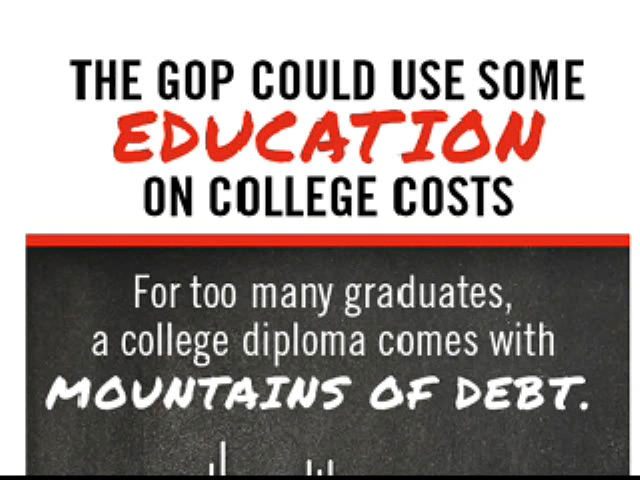 THE GOP COULD USE SOME
EDUCATION
ON COLLEGE COSTS
For too many graduates,
a college diploma comes with
MOUNTAINS OF DEBT.